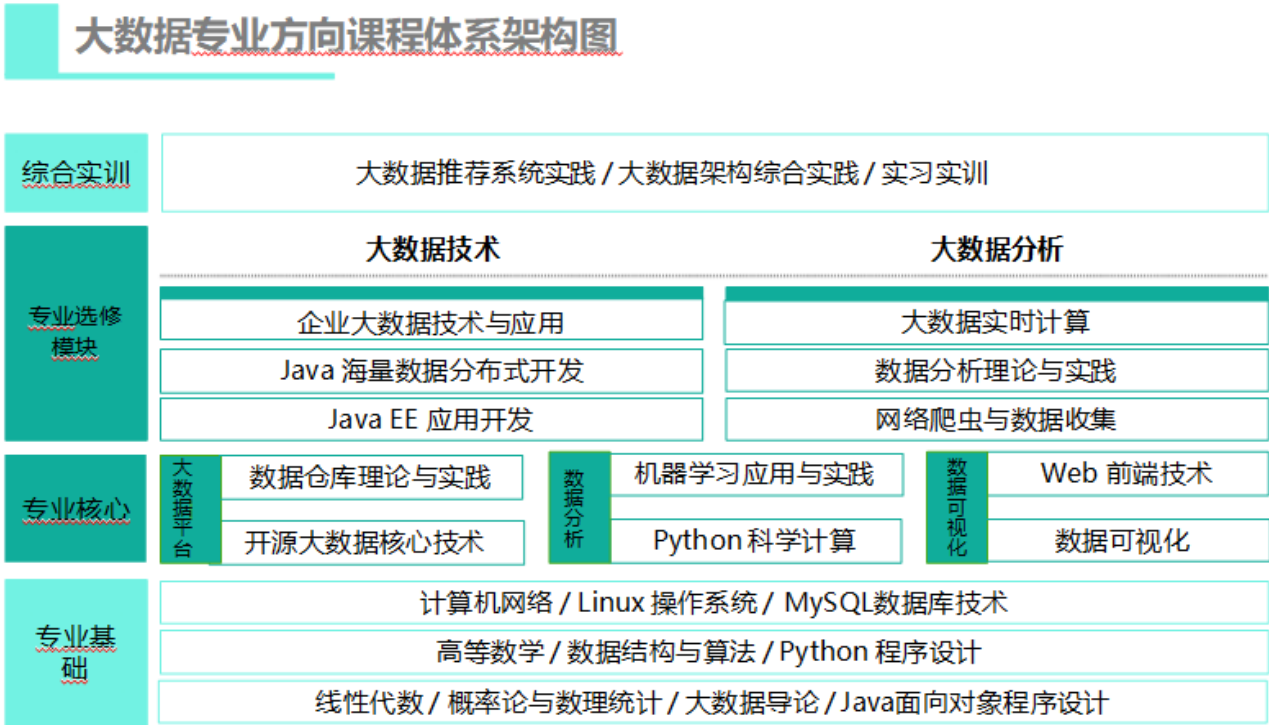 大数据专业方向课程体系架构图
综合实训
大数据推荐系统实践 / 大数据架构综合实践 / 实习实训
专业选修
模块
大数据技术
大数据分析
企业大数据技术与应用
大数据实时计算
Java 海量数据分布式开发
数据分析理论与实践
Java EE 应用开发
网络爬虫与数据收集
专业核心
大数据平台
数据仓库理论与实践
开源大数据核心技术
数据分析
机器学习应用与实践
Python 科学计算
数据可视化
Web 前端技术
数据可视化
专业基
础
计算机网络 / Linux 操作系统 / MySQL数据库技术
高等数学 / 数据结构与算法 / Python 程序设计
线性代数 / 概率论与数理统计 / 大数据导论 / Java面向对象程序设计